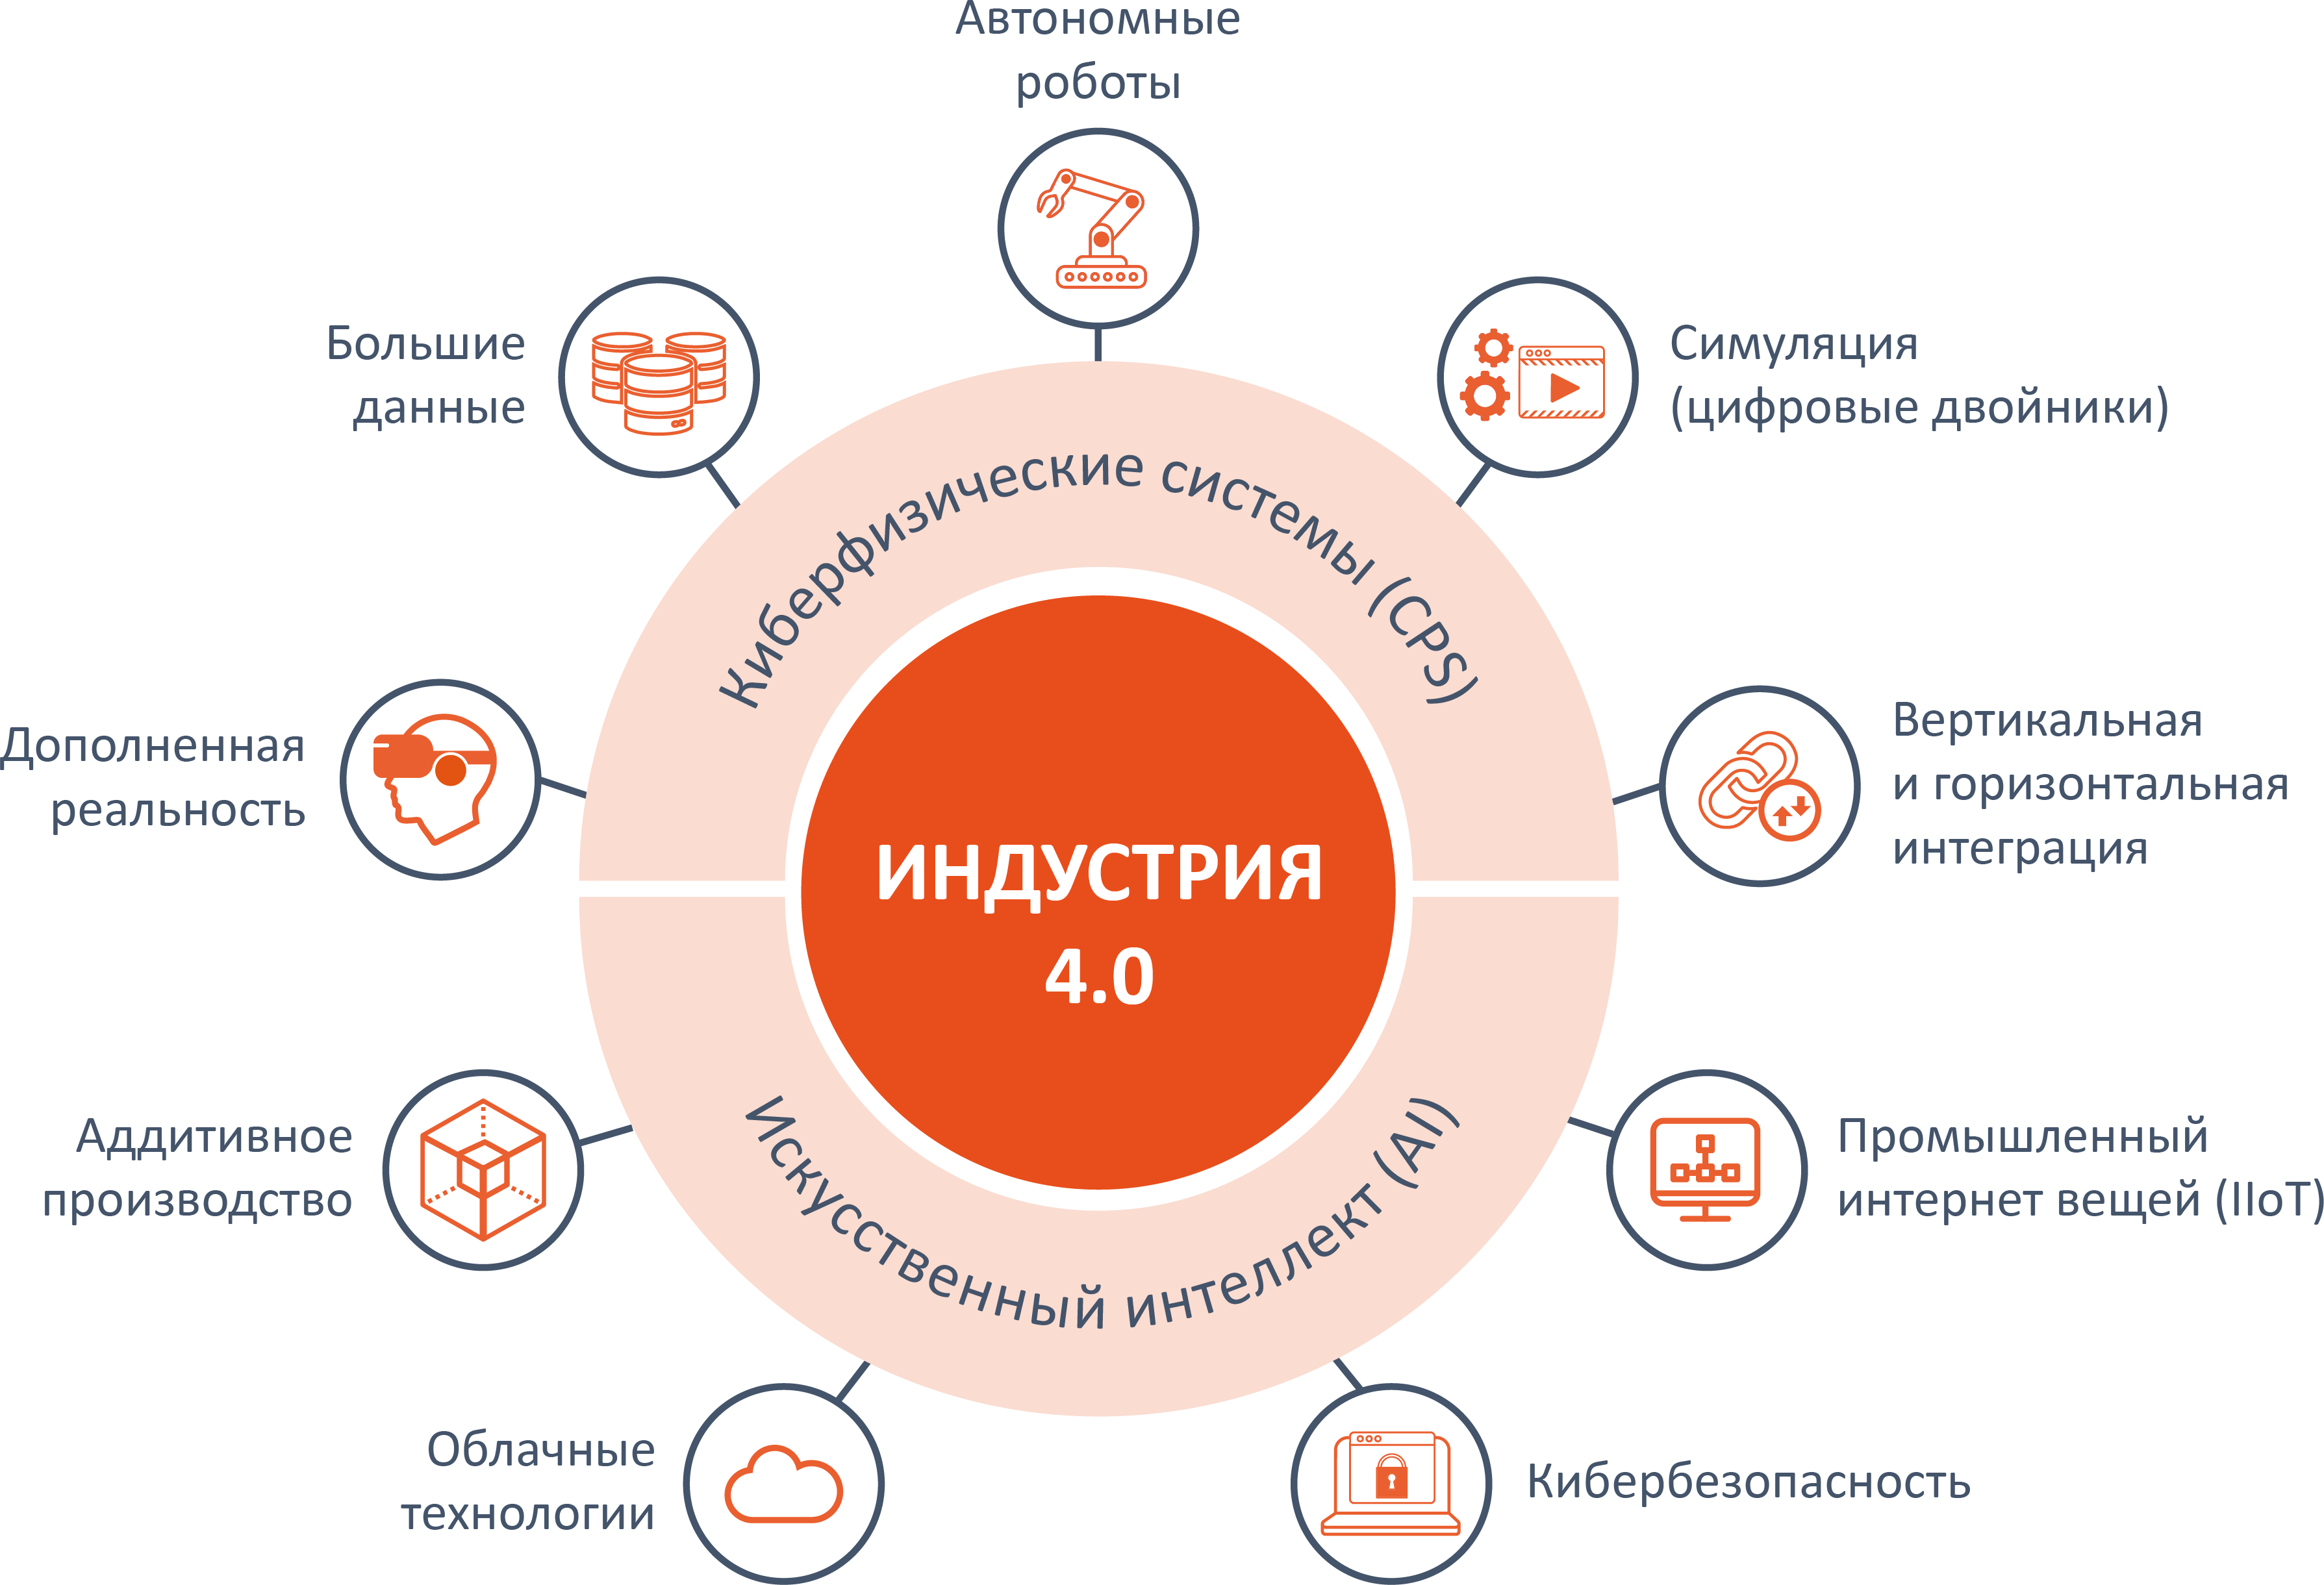 Автономные
роботы
Большие
данные
Симуляция
(цифровые двойники)
Киберфизические системы (CPS)
Дополненная
реальность
Вертикальная
и горизонтальная
интеграция
ИНДУСТРИЯ
4.0
Аддитивное
производство
Промышленный
интернет вещей (IIoT)
Искусственный интеллект (AI)
Облачные
технологии
Кибербезопасность